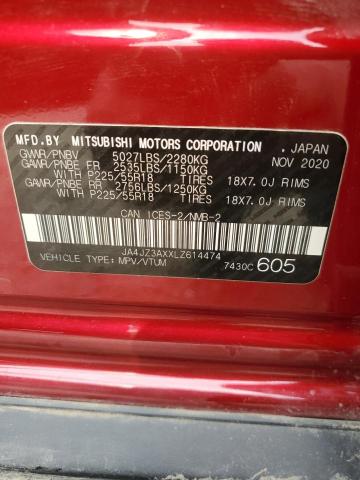 MFD.BY MITSUBISHI MOTORS CORPORATION . JAPAN
GVWR/PNBV 5027LBS/2280KG NOV 2020
GAWR/PNBE FR 2535LBS/1150KG
WITH P225/55R18 TIRES 18X7.0J RIMS
GAWR/PNBE RR 2756LBS/1250KG
WITH P225/55R18 TIRES 18X7.0J RIMS
CAN ICES-2/NMB-2
JA4JZ3AXXLZ614474
VEHICLE TYPE: MPV/VTUM 7430C 605